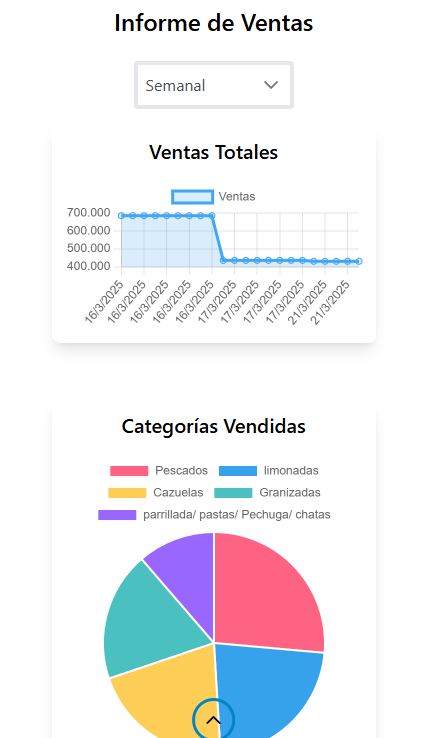 Informe de Ventas
Semanal
Ventas Totales
Ventas
700.000
600.000
500.000
400.000
16/3/2025 16/3/2025 16/3/2025 16/3/2025 16/3/2025 17/3/2025 17/3/2025 17/3/2025 17/3/2025 21/3/2025 21/3/2025
Categorías Vendidas
Pescados limonadas
Cazuelas Granizadas
parrillada/ pastas/ Pechuga/ chatas